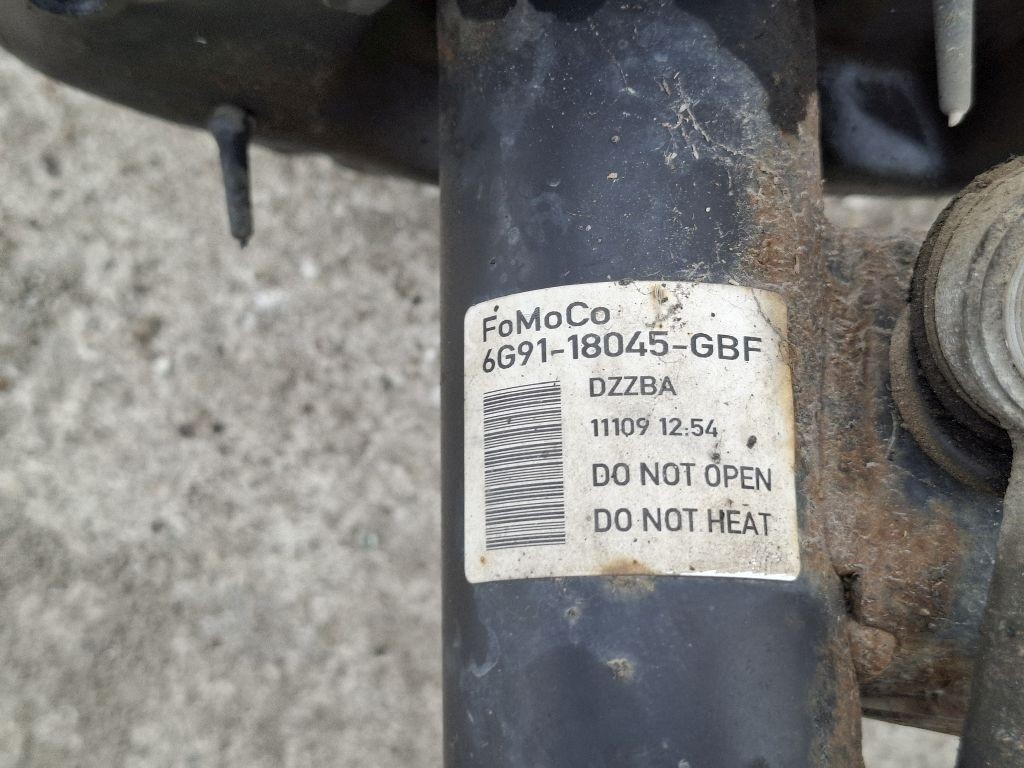 FoMoCo
6G91-18045-GBF
DZZBA
11109 12:54
DO NOT OPEN
DO NOT HEAT